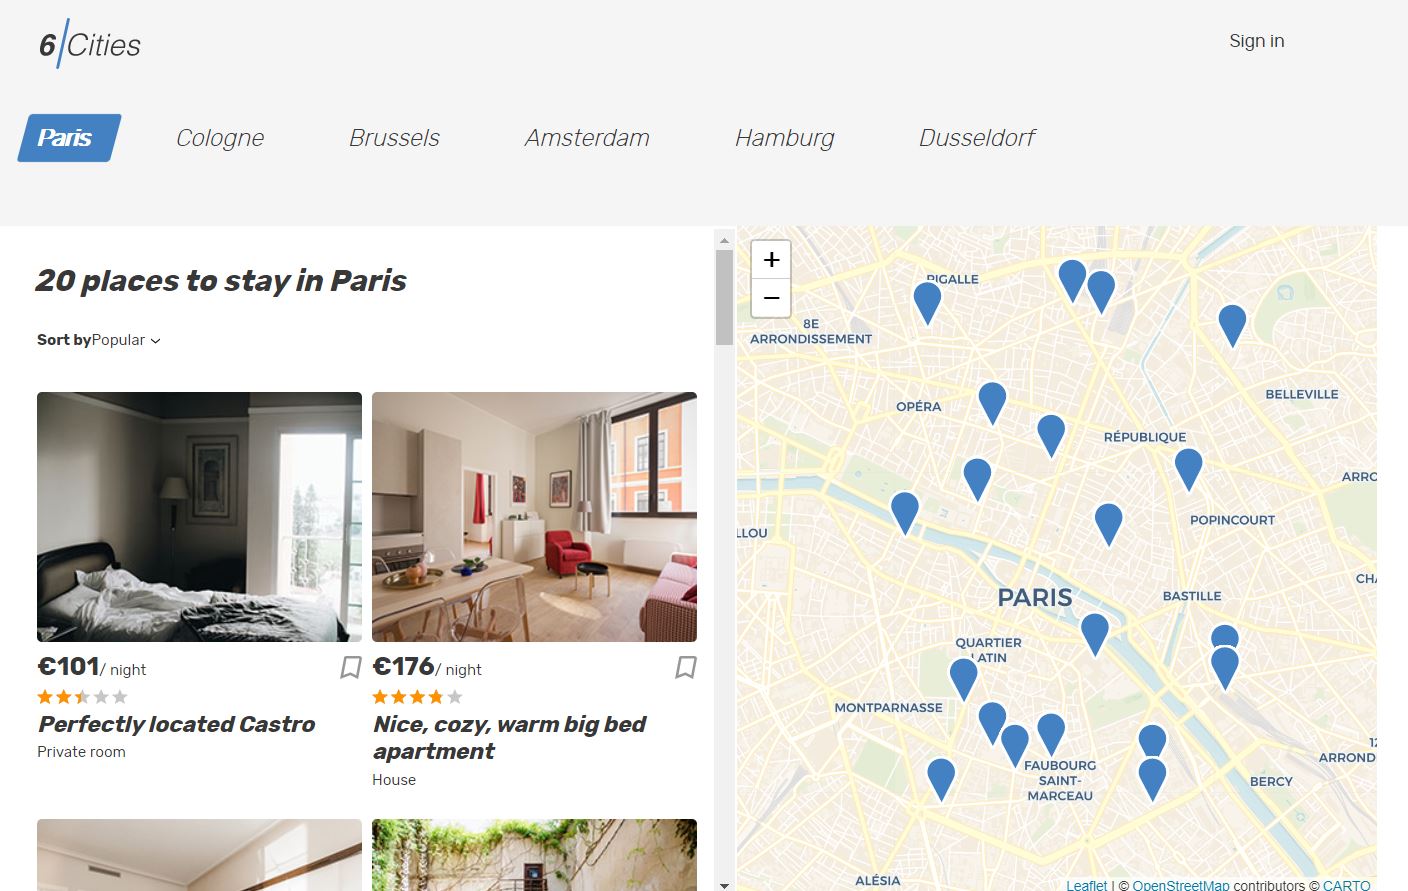 6 Cities
Sign in
Paris
Cologne
Brussels
Amsterdam
Hamburg
Dusseldorf
20 places to stay in Paris
Sort by Popular
€101/ night
Perfectly located Castro
Private room
€176/ night
Nice, cozy, warm big bed
apartment
House
+
−
PIGALLE
8E
ARRONDISSEMENT
BELLEVILLE
OPÉRA
RÉPUBLIQUE
ARRO
POPINCOURT
LLOU
CHA
PARIS
BASTILLE
QUARTIER
LATIN
MONTPARNASSE
12
ARROND
FAUBOURG
SAINT-
MARCEAU
BERCY
ALÉSIA
Leaflet | © OpenStreetMap contributors © CARTO